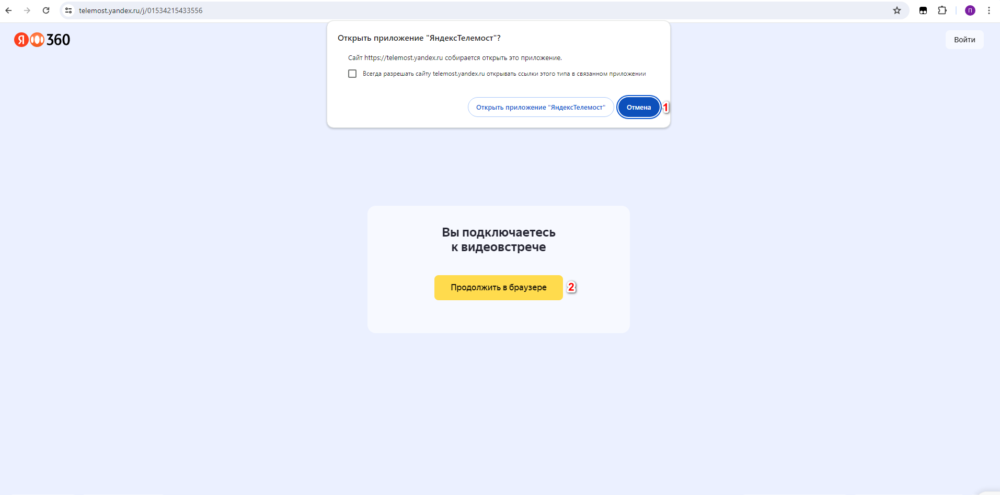 telemost.yandex.ru/j/01534215433556
П
Я 360
Войти
Открыть приложение "ЯндексТелемост"?
Сайт https://telemost.yandex.ru собирается открыть это приложение.
Всегда разрешать сайту telemost.yandex.ru открывать ссылки этого типа в связанном приложении
Открыть приложение "ЯндексТелемост"
Отмена
1
Вы подключаетесь
к видеовстрече
Продолжить в браузере
2